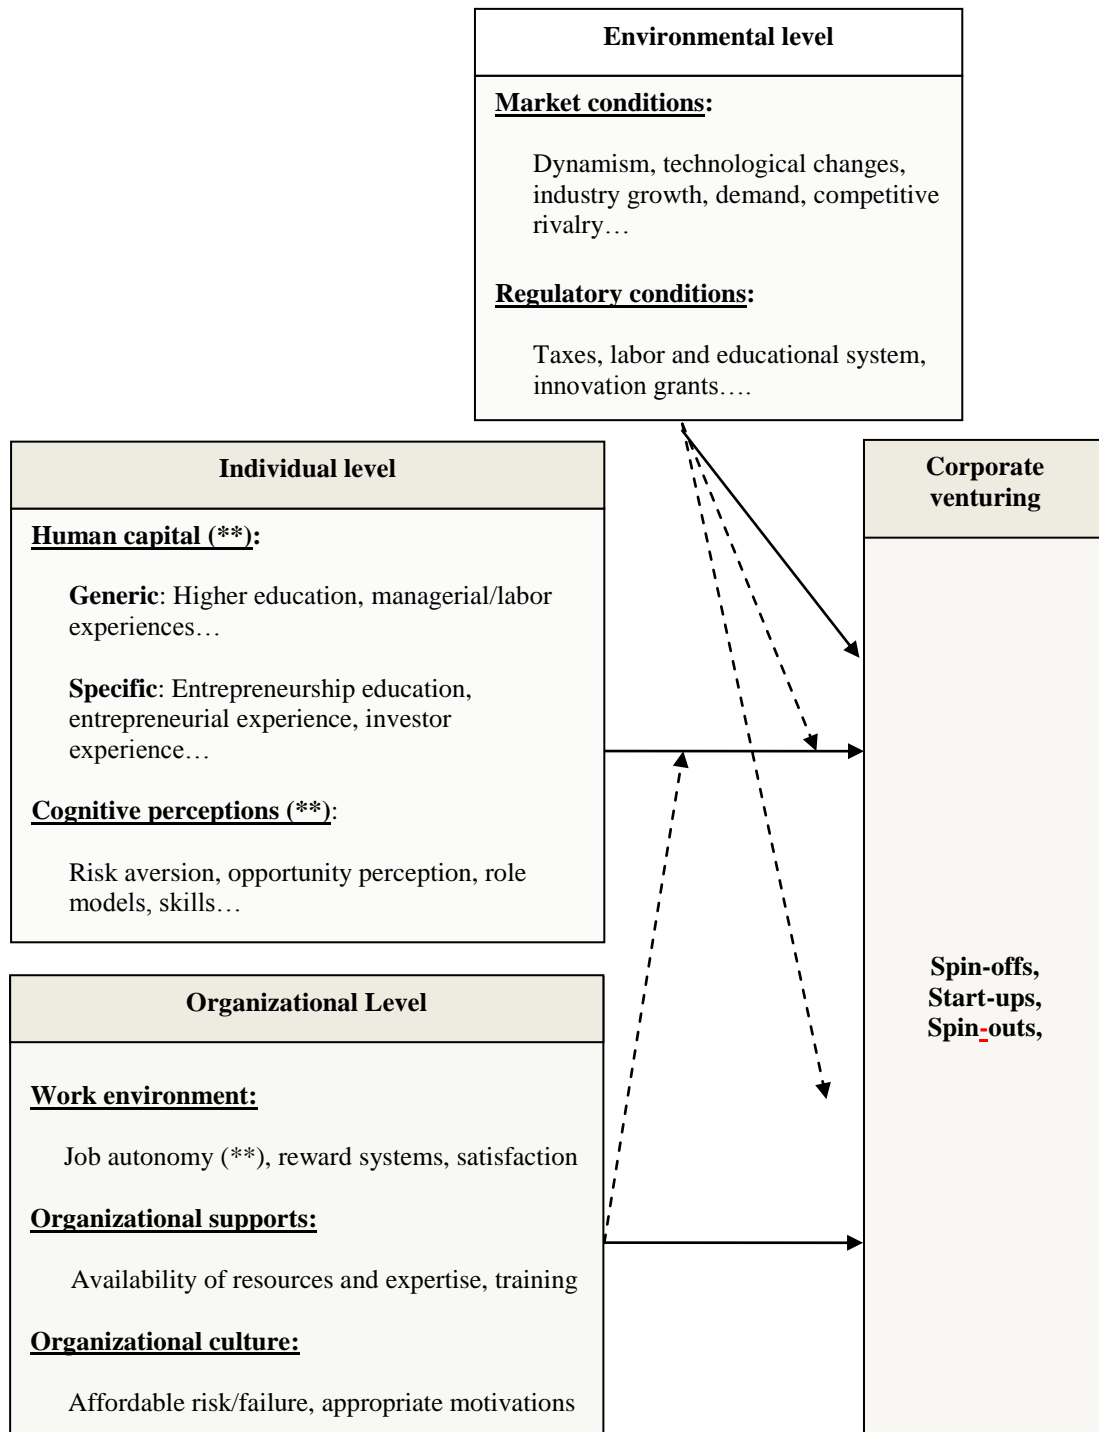 Environmental level
Market conditions:
Dynamism, technological changes,
industry growth, demand, competitive
rivalry…
Regulatory conditions:
Taxes, labor and educational system,
innovation grants….
Individual level
Human capital (**):
Generic: Higher education, managerial/labor
experiences…
Specific: Entrepreneurship education,
entrepreneurial experience, investor
experience…
Cognitive perceptions (**):
Risk aversion, opportunity perception, role
models, skills…
Organizational Level
Work environment:
Job autonomy (**), reward systems, satisfaction
Organizational supports:
Availability of resources and expertise, training
Organizational culture:
Affordable risk/failure, appropriate motivations
Corporate
venturing
Spin-offs,
Start-ups,
Spin-outs,